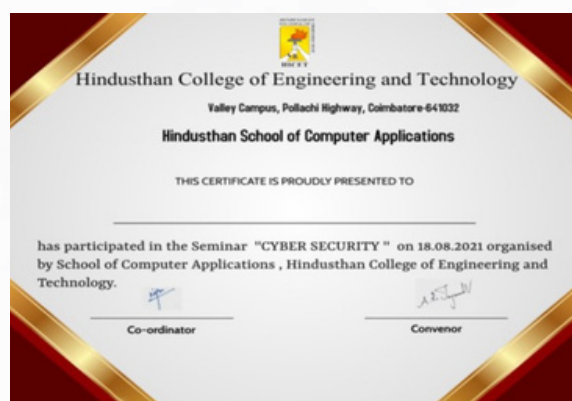 HICET
Hindusthan College of Engineering and Technology
Valley Campus, Pollachi Highway, Coimbatore-641032
Hindusthan School of Computer Applications
THIS CERTIFICATE IS PROUDLY PRESENTED TO
has participated in the Seminar "CYBER SECURITY " on 18.08.2021 organised
by School of Computer Applications , Hindusthan College of Engineering and
Technology.
Co-ordinator
Convenor